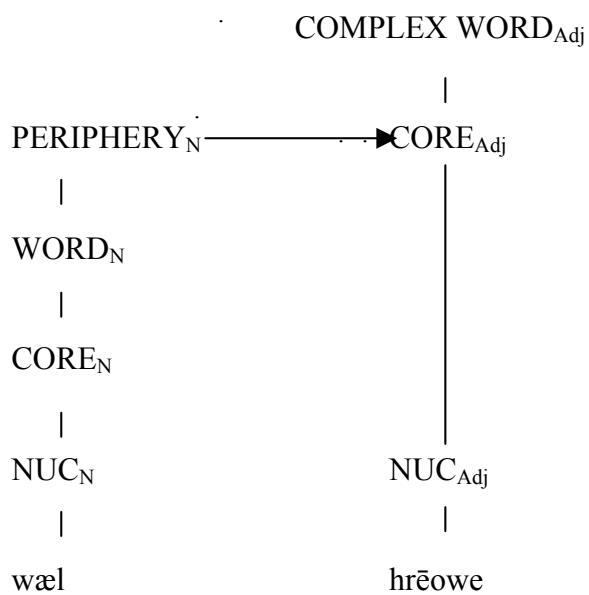 COMPLEX WORDAdj
PERIPHERYN COREAdj
WORDN
COREN
NUCN NUCAdj
wæl hrēowe